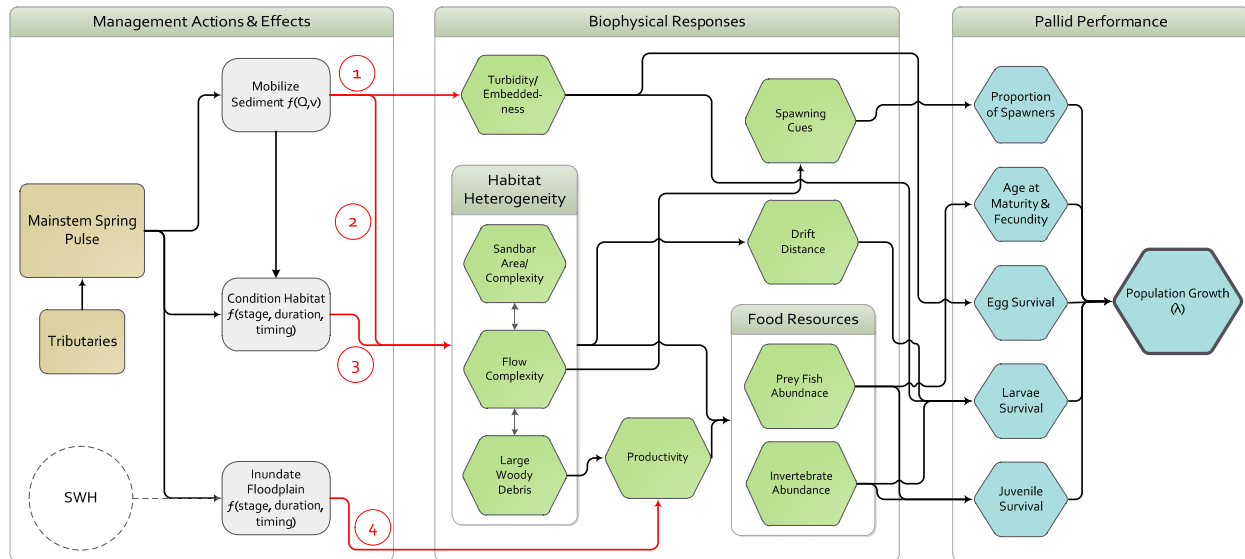 Management Actions & Effects
Mainstem Spring
Pulse
Tributaries
SWH
Mobilize
Sediment ƒ(Q,v)
Condition Habitat
ƒ(stage, duration,
timing)
Inundate
Floodplain
ƒ(stage, duration,
timing)
1
2
3
4
Biophysical Responses
Turbidity/
Embedded-
ness
Habitat
Heterogeneity
Sandbar
Area/
Complexity
Flow
Complexity
Large
Woody
Debris
Productivity
Spawning
Cues
Drift
Distance
Food Resources
Prey Fish
Abundnace
Invertebrate
Abundance
Pallid Performance
Proportion
of Spawners
Age at
Maturity &
Fecundity
Egg Survival
Larvae
Survival
Juvenile
Survival
Population Growth
(λ)